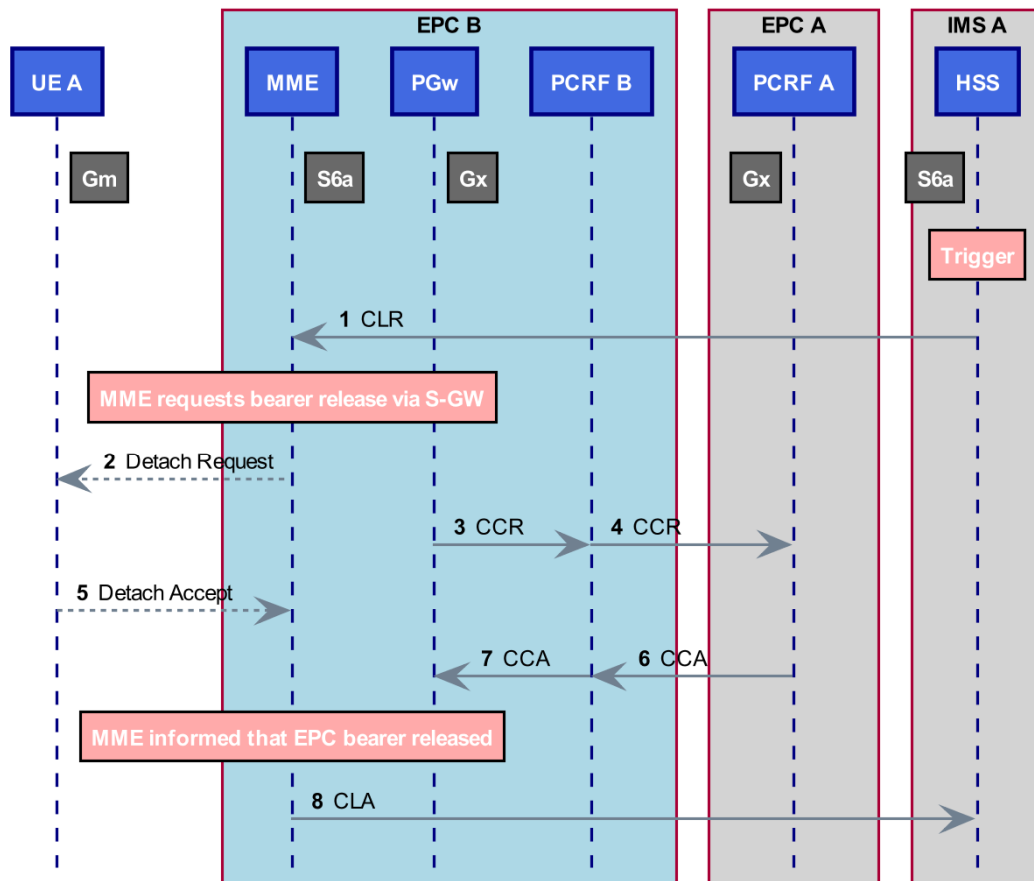 EPC B
EPC A
IMS A
UE A
MME
PGw
PCRF B
PCRF A
HSS
Gm
S6a
Gx
Gx
S6a
Trigger
1 CLR
MME requests bearer release via S-GW
2 Detach Request
3 CCR
4 CCR
5 Detach Accept
7 CCA
6 CCA
MME informed that EPC bearer released
8 CLA